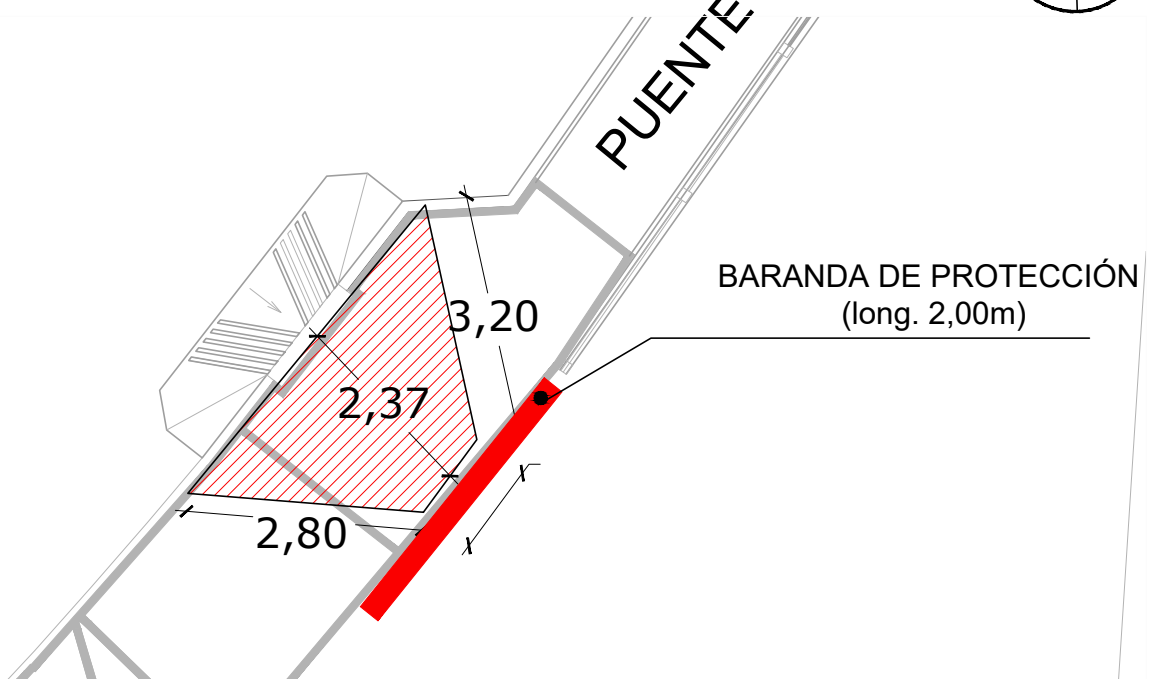 PUENTE
3,20
BARANDA DE PROTECCIÓN
(long. 2,00m)
2,37
2,80